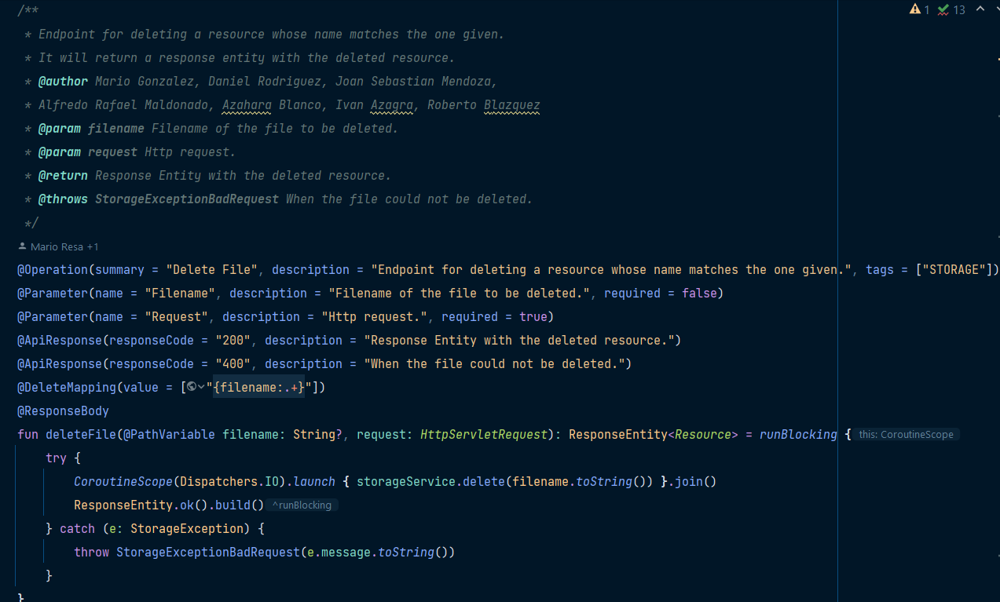 /**
* Endpoint for deleting a resource whose name matches the one given.
* It will return a response entity with the deleted resource.
* @author Mario Gonzalez, Daniel Rodriguez, Joan Sebastian Mendoza,
* Alfredo Rafael Maldonado, Azahara Blanco, Ivan Azagra, Roberto Blazquez
* @param filename Filename of the file to be deleted.
* @param request Http request.
* @return Response Entity with the deleted resource.
* @throws StorageExceptionBadRequest When the file could not be deleted.
*/
Mario Resa +1
@Operation(summary = "Delete File", description = "Endpoint for deleting a resource whose name matches the one given.", tags = ["STORAGE"])
@Parameter(name = "Filename", description = "Filename of the file to be deleted.", required = false)
@Parameter(name = "Request", description = "Http request.", required = true)
@ApiResponse(responseCode = "200", description = "Response Entity with the deleted resource.")
@ApiResponse(responseCode = "400", description = "When the file could not be deleted.")
@DeleteMapping(value = ["{filename:.+}"])
@ResponseBody
fun deleteFile(@PathVariable filename: String?, request: HttpServletRequest): ResponseEntity<Resource> = runBlocking { this: CoroutineScope
try {
CoroutineScope(Dispatchers.IO).launch { storageService.delete(filename.toString()) }.join()
ResponseEntity.ok().build() ^runBlocking
} catch (e: StorageException) {
throw StorageExceptionBadRequest(e.message.toString())
}
}
1 13